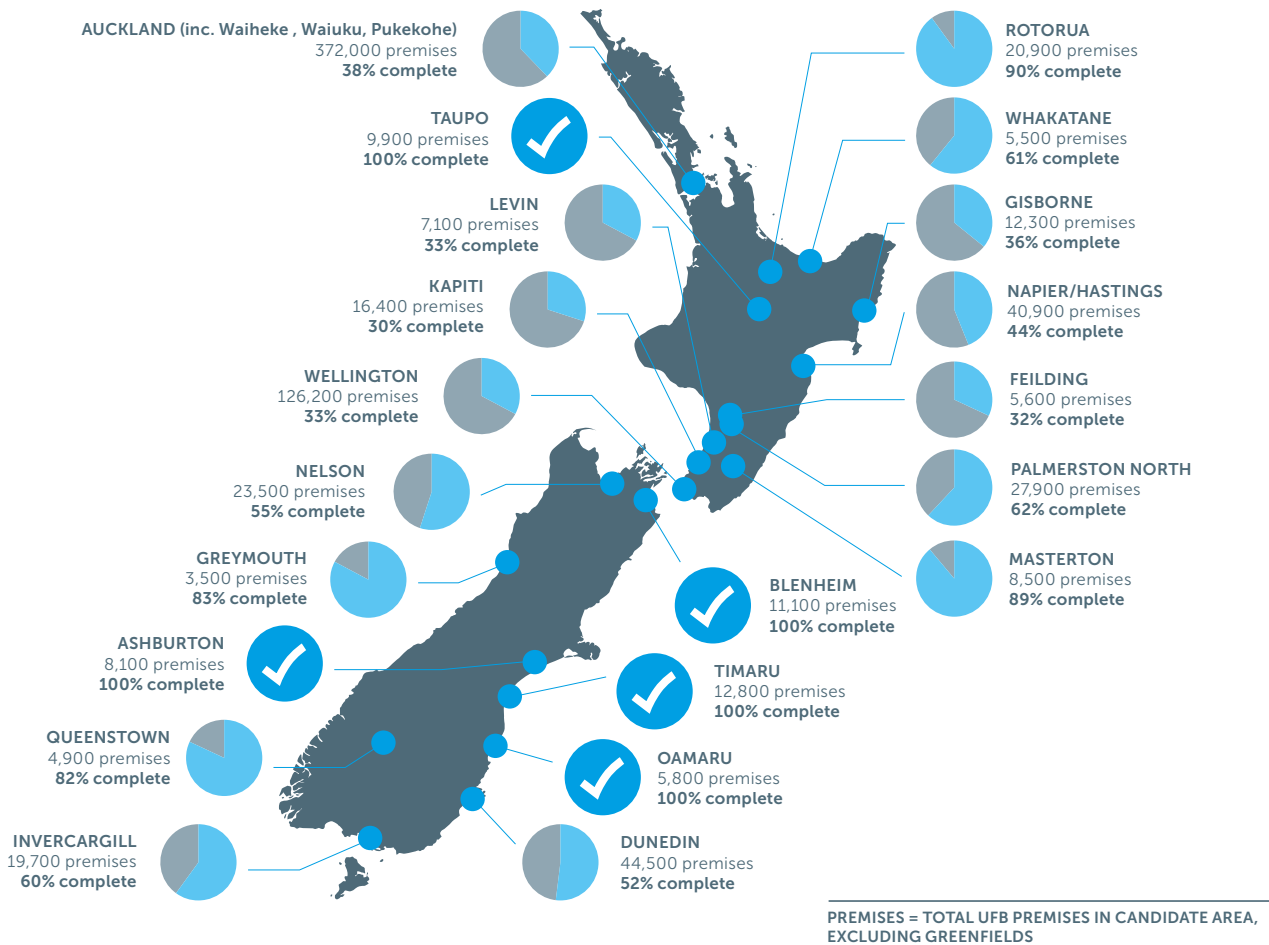 AUCKLAND (inc. Waiheke , Waiuku, Pukekohe)
372,000 premises
38% complete
TAUPO
9,900 premises
100% complete
LEVIN
7,100 premises
33% complete
KAPITI
16,400 premises
30% complete
WELLINGTON
126,200 premises
33% complete
NELSON
23,500 premises
55% complete
GREYMOUTH
3,500 premises
83% complete
ASHBURTON
8,100 premises
100% complete
QUEENSTOWN
4,900 premises
82% complete
INVERCARGILL
19,700 premises
60% complete
ROTORUA
20,900 premises
90% complete
WHAKATANE
5,500 premises
61% complete
GISBORNE
12,300 premises
36% complete
NAPIER/HASTINGS
40,900 premises
44% complete
FEILDING
5,600 premises
32% complete
PALMERSTON NORTH
27,900 premises
62% complete
MASTERTON
8,500 premises
89% complete
BLENHEIM
11,100 premises
100% complete
TIMARU
12,800 premises
100% complete
OAMARU
5,800 premises
100% complete
DUNEDIN
44,500 premises
52% complete
PREMISES = TOTAL UFB PREMISES IN CANDIDATE AREA,
EXCLUDING GREENFIELDS